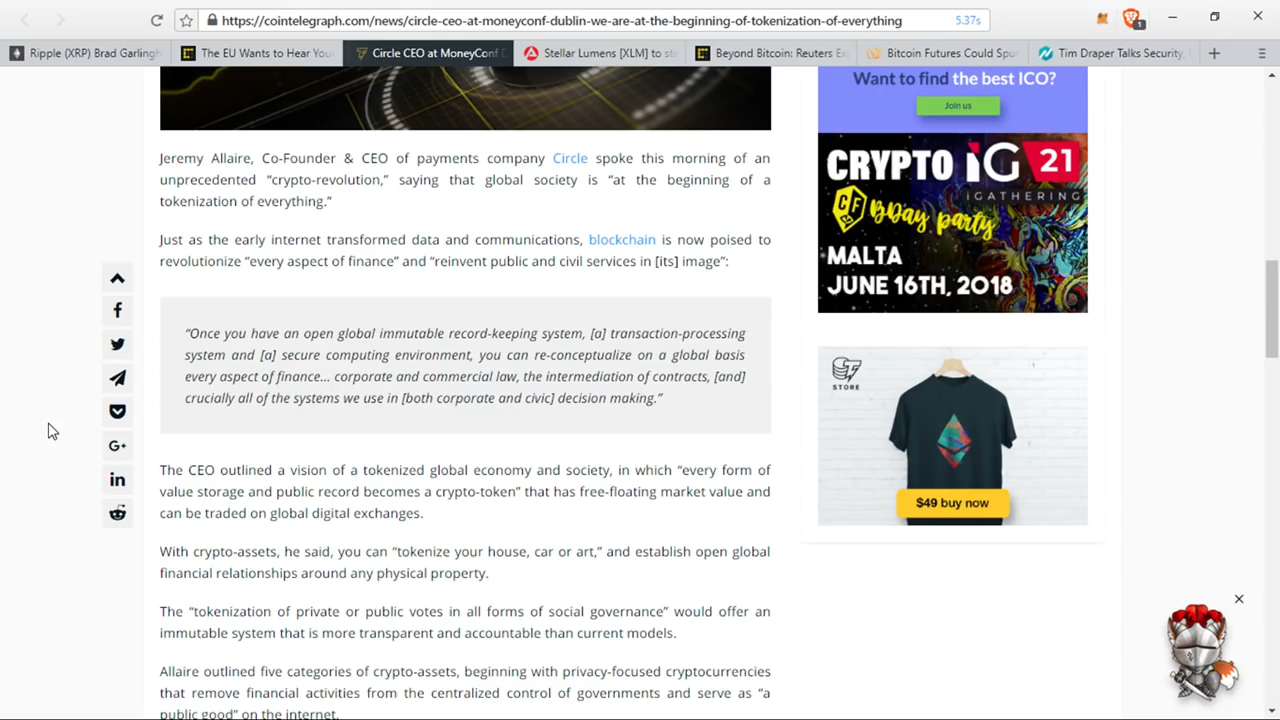 https://cointelegraph.com/news/circle-ceo-at-moneyconf-dublin-we-are-at-the-beginning-of-tokenization-of-everything
5.37s
1
Ripple (XRP) Brad Garlingh
The EU Wants to Hear You
Circle CEO at MoneyConf D
Stellar Lumens [XLM] to st
Beyond Bitcoin: Reuters Ex
Bitcoin Futures Could Spu
Tim Draper Talks Security,
Jeremy Allaire, Co-Founder & CEO of payments company Circle spoke this morning of an
unprecedented “crypto-revolution,” saying that global society is “at the beginning of a
tokenization of everything.”
Just as the early internet transformed data and communications, blockchain is now poised to
revolutionize “every aspect of finance” and “reinvent public and civil services in [its] image”:
“Once you have an open global immutable record-keeping system, [a] transaction-processing
system and [a] secure computing environment, you can re-conceptualize on a global basis
every aspect of finance… corporate and commercial law, the intermediation of contracts, [and]
crucially all of the systems we use in [both corporate and civic] decision making.”
The CEO outlined a vision of a tokenized global economy and society, in which “every form of
value storage and public record becomes a crypto-token” that has free-floating market value and
can be traded on global digital exchanges.
With crypto-assets, he said, you can “tokenize your house, car or art,” and establish open global
financial relationships around any physical property.
The “tokenization of private or public votes in all forms of social governance” would offer an
immutable system that is more transparent and accountable than current models.
Allaire outlined five categories of crypto-assets, beginning with privacy-focused cryptocurrencies
that remove financial activities from the centralized control of governments and serve as “a
public good” on the internet.
Want to find the best ICO?
Join us
CRYPTO iG 21
iGATHERING
CF BDay party
MALTA
JUNE 16TH, 2018
STORE
$49 buy now